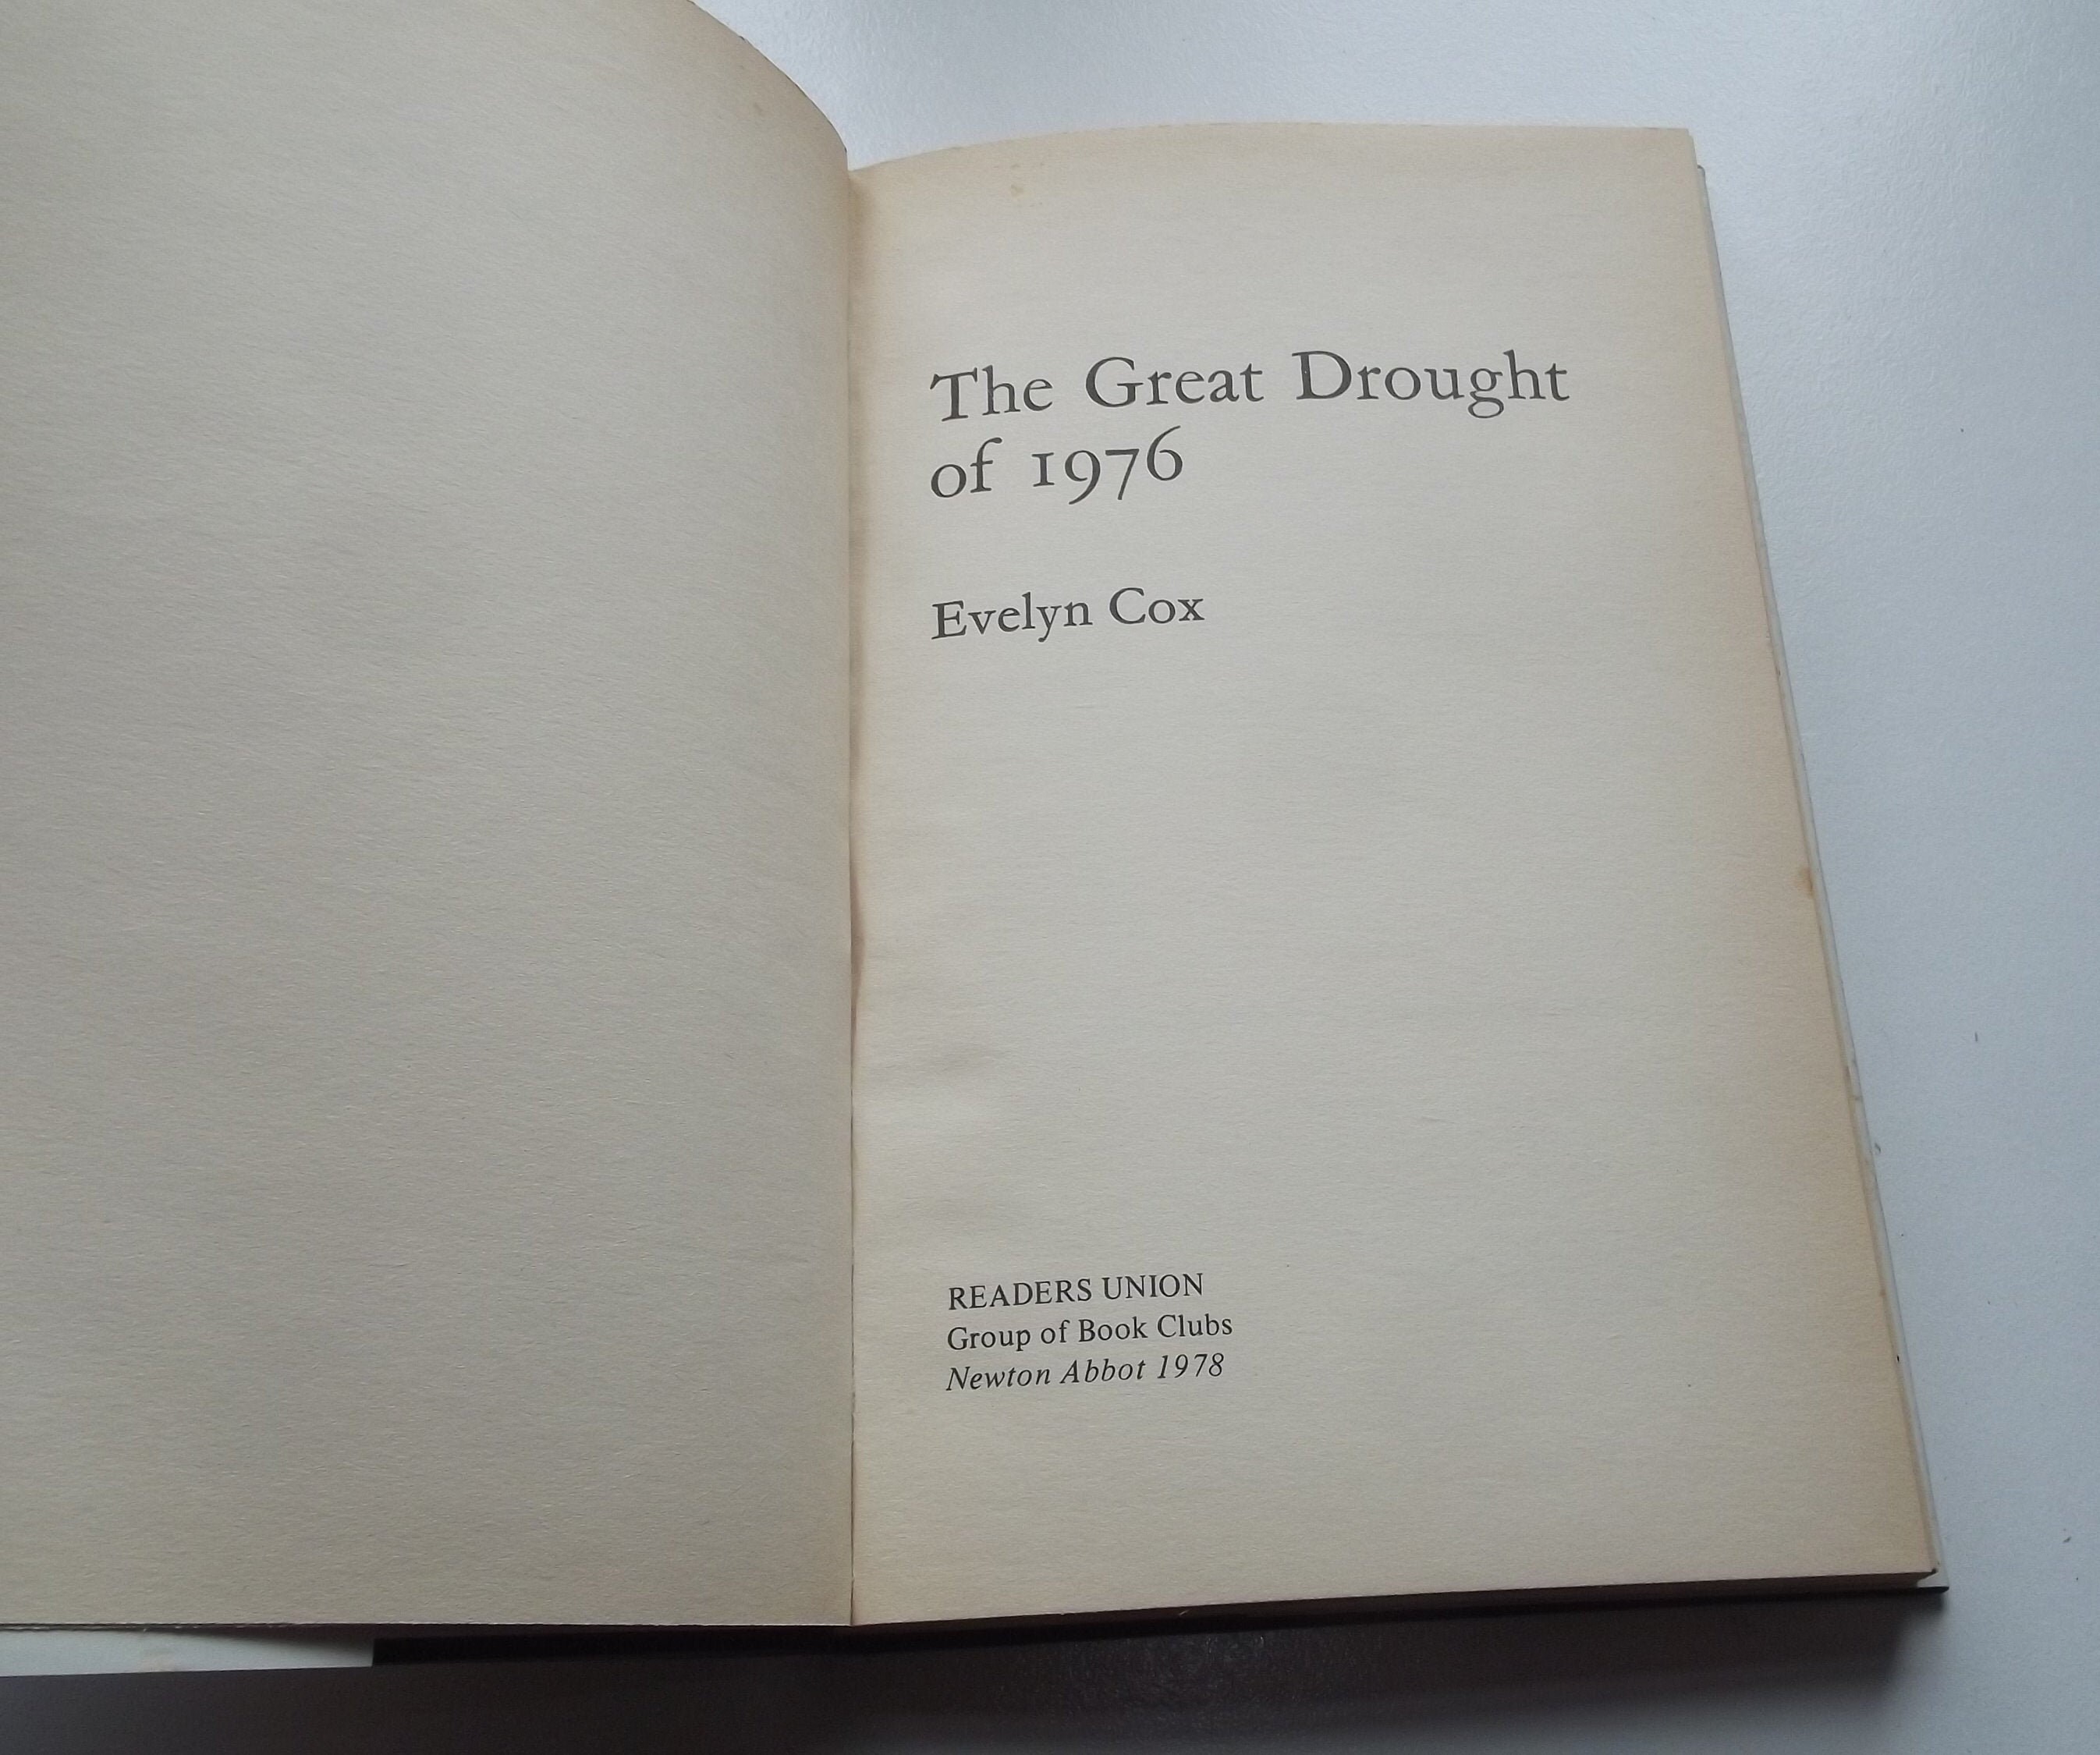 The Great Drought
of 1976
Evelyn Cox
READERS UNION
Group of Book Clubs
Newton Abbot 1978